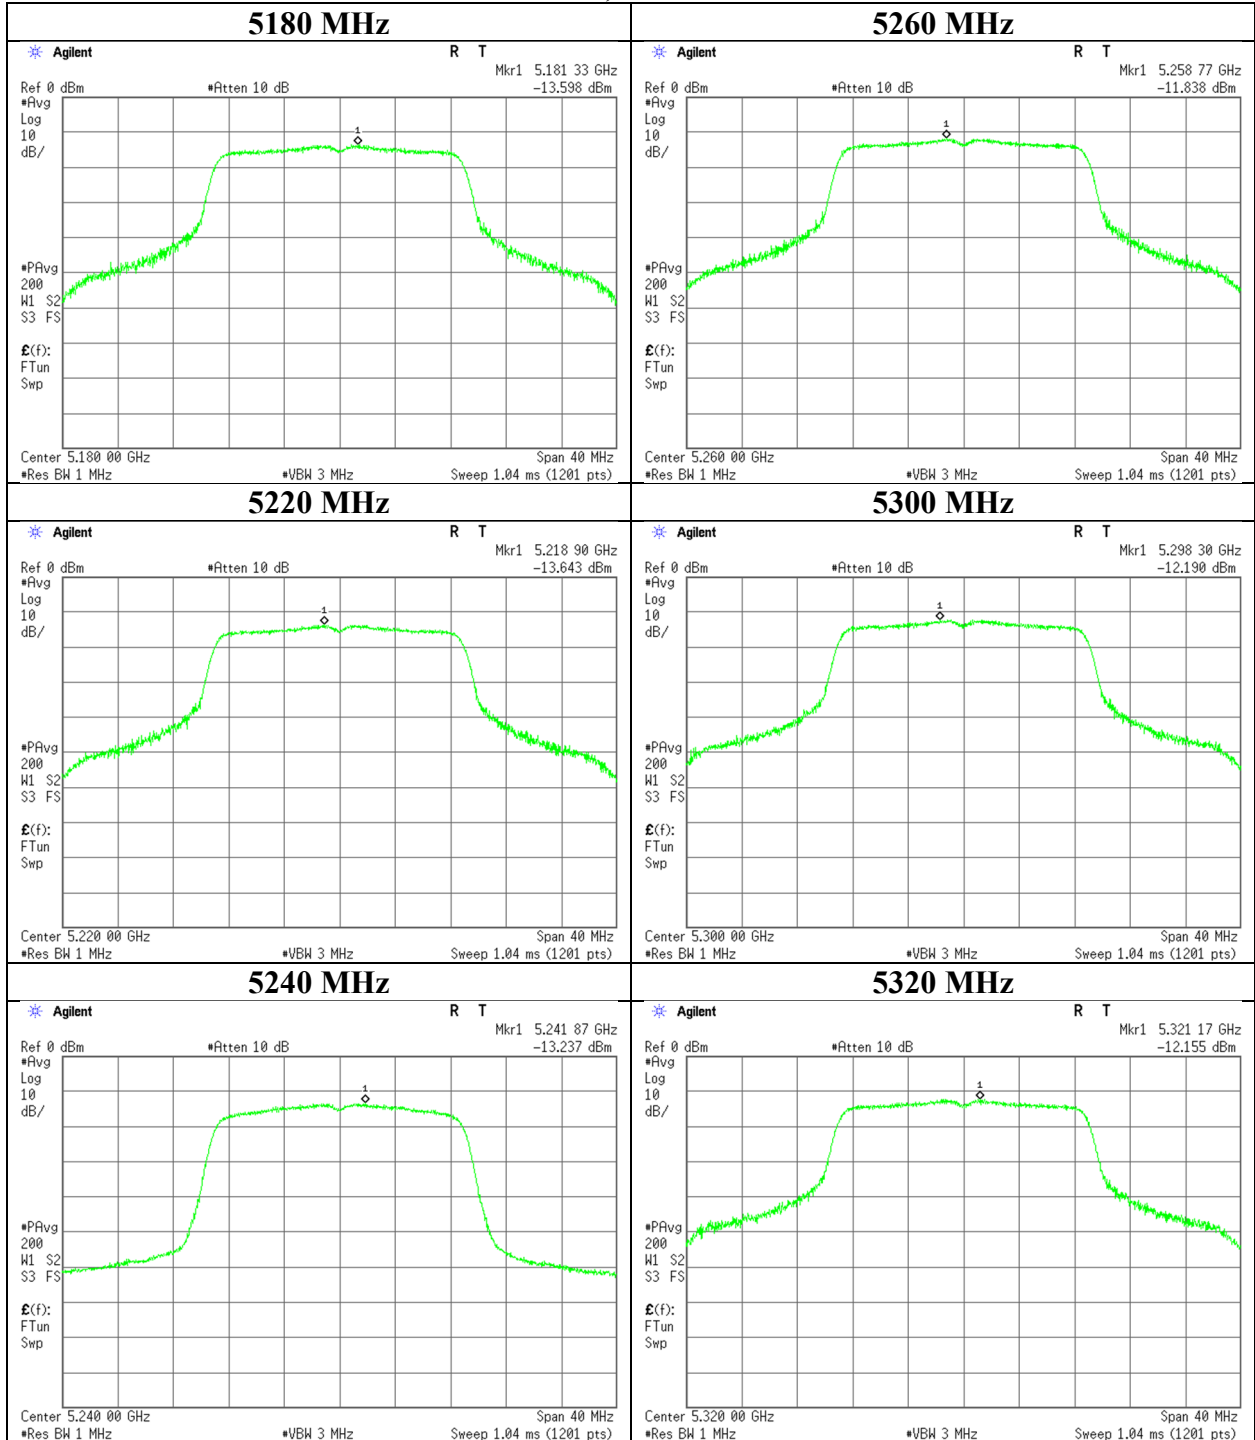 5180 MHz
Agilent R T
Mkr1 5.181 33 GHz
Ref 0 dBm #Atten 10 dB -13.598 dBm
#Avg
Log
10
dB/
1
#PAvg
200
W1 S2
S3 FS
£(f):
FTun
Swp
Center 5.180 00 GHz Span 40 MHz
#Res BW 1 MHz #VBW 3 MHz Sweep 1.04 ms (1201 pts)
5260 MHz
Agilent R T
Mkr1 5.258 77 GHz
Ref 0 dBm #Atten 10 dB -11.838 dBm
#Avg
Log
10
dB/
1
#PAvg
200
W1 S2
S3 FS
£(f):
FTun
Swp
Center 5.260 00 GHz Span 40 MHz
#Res BW 1 MHz #VBW 3 MHz Sweep 1.04 ms (1201 pts)
5220 MHz
Agilent R T
Mkr1 5.218 90 GHz
Ref 0 dBm #Atten 10 dB -13.643 dBm
#Avg
Log
10
dB/
1
#PAvg
200
W1 S2
S3 FS
£(f):
FTun
Swp
Center 5.220 00 GHz Span 40 MHz
#Res BW 1 MHz #VBW 3 MHz Sweep 1.04 ms (1201 pts)
5300 MHz
Agilent R T
Mkr1 5.298 30 GHz
Ref 0 dBm #Atten 10 dB -12.190 dBm
#Avg
Log
10
dB/
1
#PAvg
200
W1 S2
S3 FS
£(f):
FTun
Swp
Center 5.300 00 GHz Span 40 MHz
#Res BW 1 MHz #VBW 3 MHz Sweep 1.04 ms (1201 pts)
5240 MHz
Agilent R T
Mkr1 5.241 87 GHz
Ref 0 dBm #Atten 10 dB -13.237 dBm
#Avg
Log
10
dB/
1
#PAvg
200
W1 S2
S3 FS
£(f):
FTun
Swp
Center 5.240 00 GHz Span 40 MHz
#Res BW 1 MHz #VBW 3 MHz Sweep 1.04 ms (1201 pts)
5320 MHz
Agilent R T
Mkr1 5.321 17 GHz
Ref 0 dBm #Atten 10 dB -12.155 dBm
#Avg
Log
10
dB/
1
#PAvg
200
W1 S2
S3 FS
£(f):
FTun
Swp
Center 5.320 00 GHz Span 40 MHz
#Res BW 1 MHz #VBW 3 MHz Sweep 1.04 ms (1201 pts)